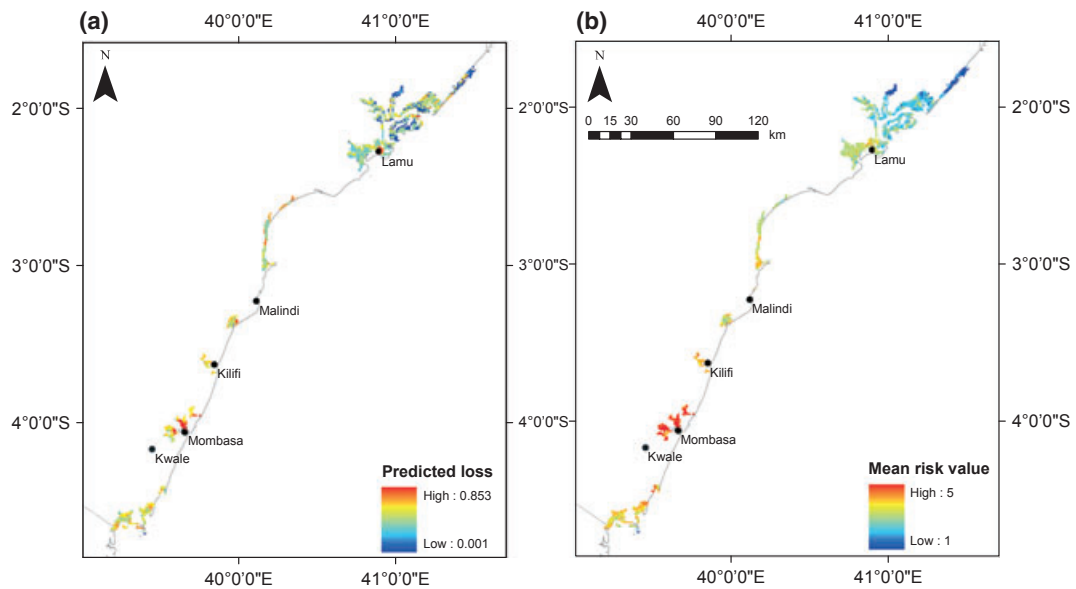 (a)
40°0'0"E 41°0'0"E
N
2°0'0"S
3°0'0"S
4°0'0"S
Lamu
Malindi
Kilifi
Mombasa
Kwale
Predicted loss
High : 0.853
Low : 0.001
40°0'0"E 41°0'0"E
(b)
40°0'0"E 41°0'0"E
N
0 15 30 60 90 120
km
2°0'0"S 2°0'0"S
3°0'0"S 3°0'0"S
4°0'0"S 4°0'0"S
Lamu
Malindi
Kilifi
Mombasa
Kwale
Mean risk value
High : 5
Low : 1
40°0'0"E 41°0'0"E